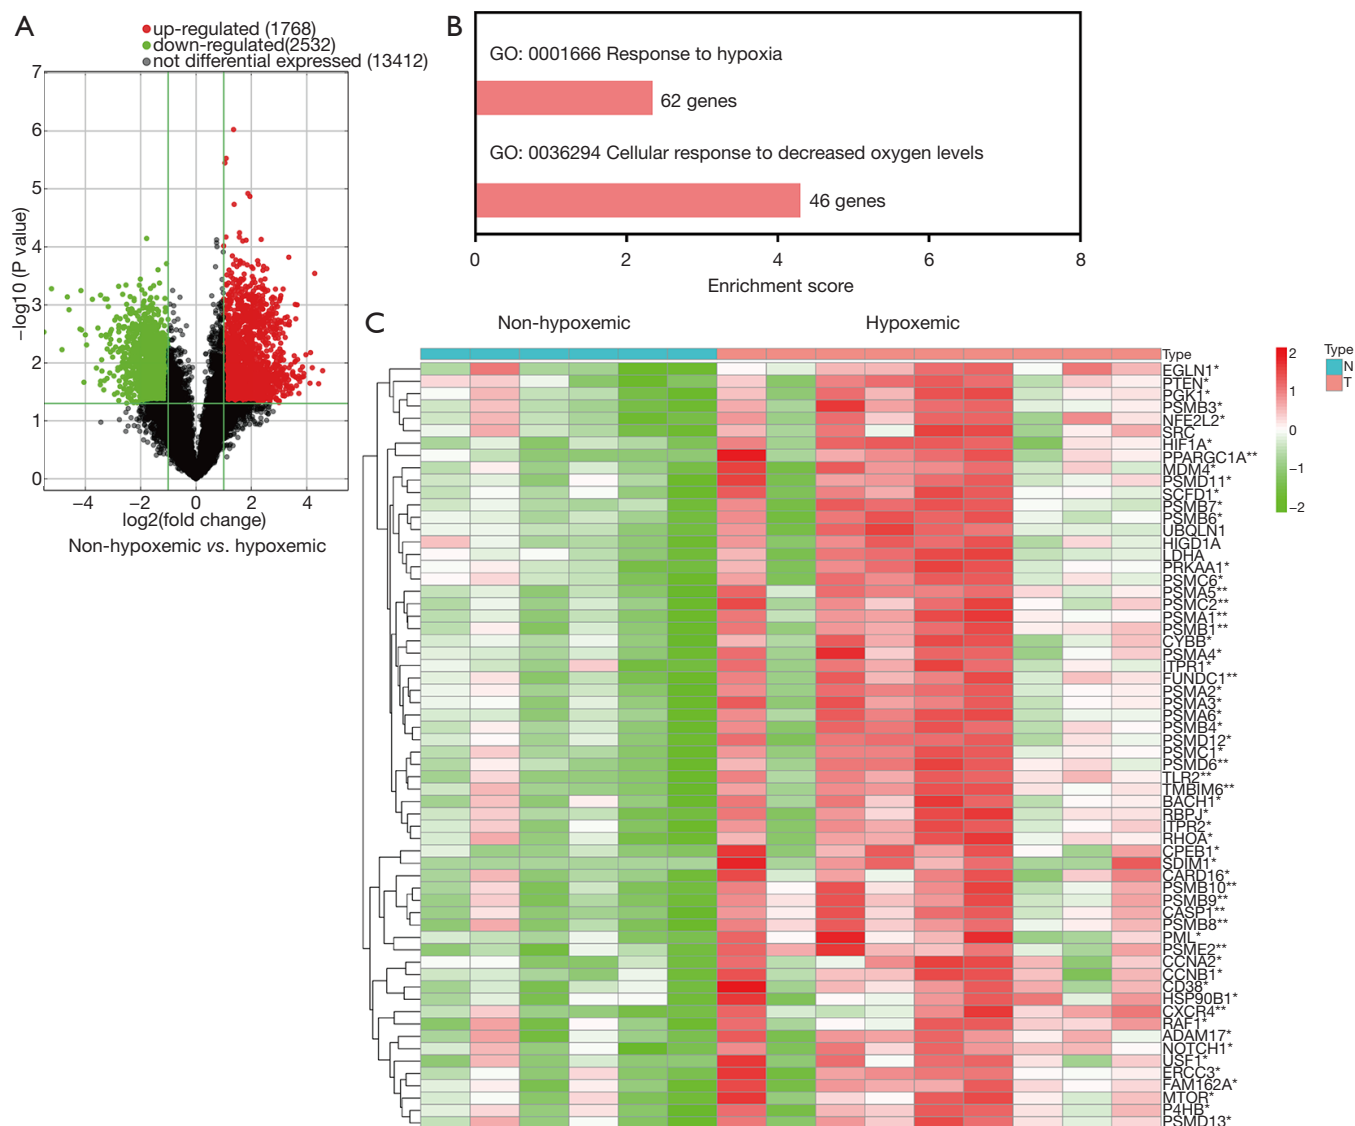 A
up-regulated (1768)
down-regulated(2532)
not differential expressed (13412)
7
6
5
4
3
2
1
0
−log10 (P value)
−4 −2 0 2 4
log2(fold change)
Non-hypoxemic vs. hypoxemic
B
GO: 0001666 Response to hypoxia
62 genes
GO: 0036294 Cellular response to decreased oxygen levels
46 genes
0 2 4 6 8
Enrichment score
C
Non-hypoxemic Hypoxemic
Type
EGLN1*
PTEN*
PGK1*
PSMB3*
NFE2L2*
SRC
HIF1A*
PPARGC1A**
MDM4*
PSMD11*
SCFD1*
PSMB7*
PSMB6*
UBQLN1
HIGD1A
LDHA
PRKAA1*
PSMC6*
PSMA5**
PSMC2**
PSMA1**
PSMB1**
CYBB*
PSMA4*
ITPR1*
FUNDC1**
PSMA2*
PSMA3*
PSMA6*
PSMB4*
PSMD12*
PSMC1*
PSMD6**
TLR2**
TMBIM6**
BACH1*
RBPJ*
ITPR2*
RHOA*
CPEB1*
SDIM1*
CARD16*
PSMB10**
PSMB9**
CASP1**
PSMB8**
PML*
PSME2**
CCNA2*
CCNB1*
CD38*
HSP90B1*
CXCR4**
RAF1*
ADAM17*
NOTCH1*
USF1*
ERCC3*
FAM162A*
MTOR*
P4HB*
PSMD13*
2
1
0
−1
−2
Type
N
T